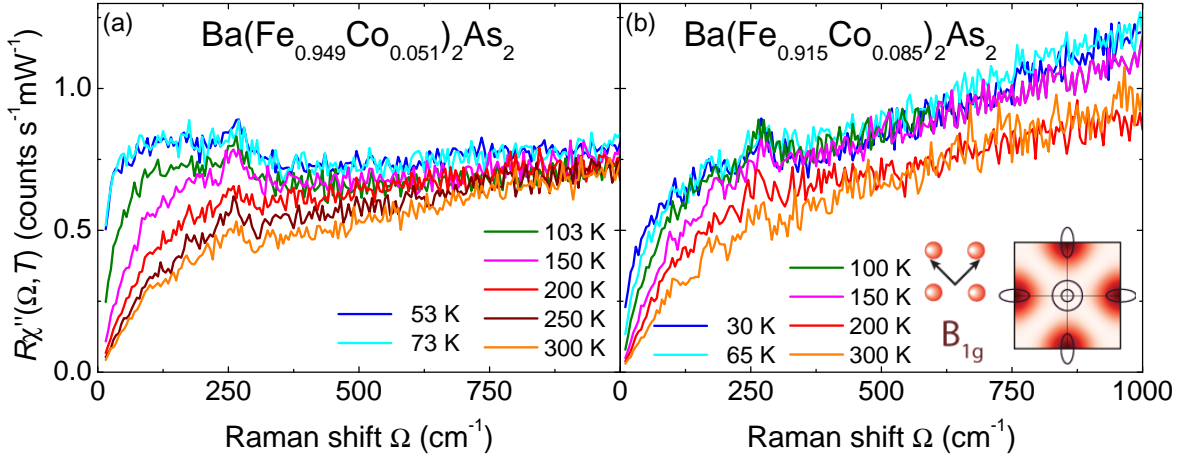 (a)
Ba(Fe0.949Co0.051)2As2
(b)
Ba(Fe0.915Co0.085)2As2
Rχ''(Ω,T) (counts s-1mW-1)
1.0
0.5
0.0
53 K
73 K
103 K
150 K
200 K
250 K
300 K
30 K
65 K
100 K
150 K
200 K
300 K
B1g
0 250 500 750
0 250 500 750 1000
Raman shift Ω (cm-1)
Raman shift Ω (cm-1)